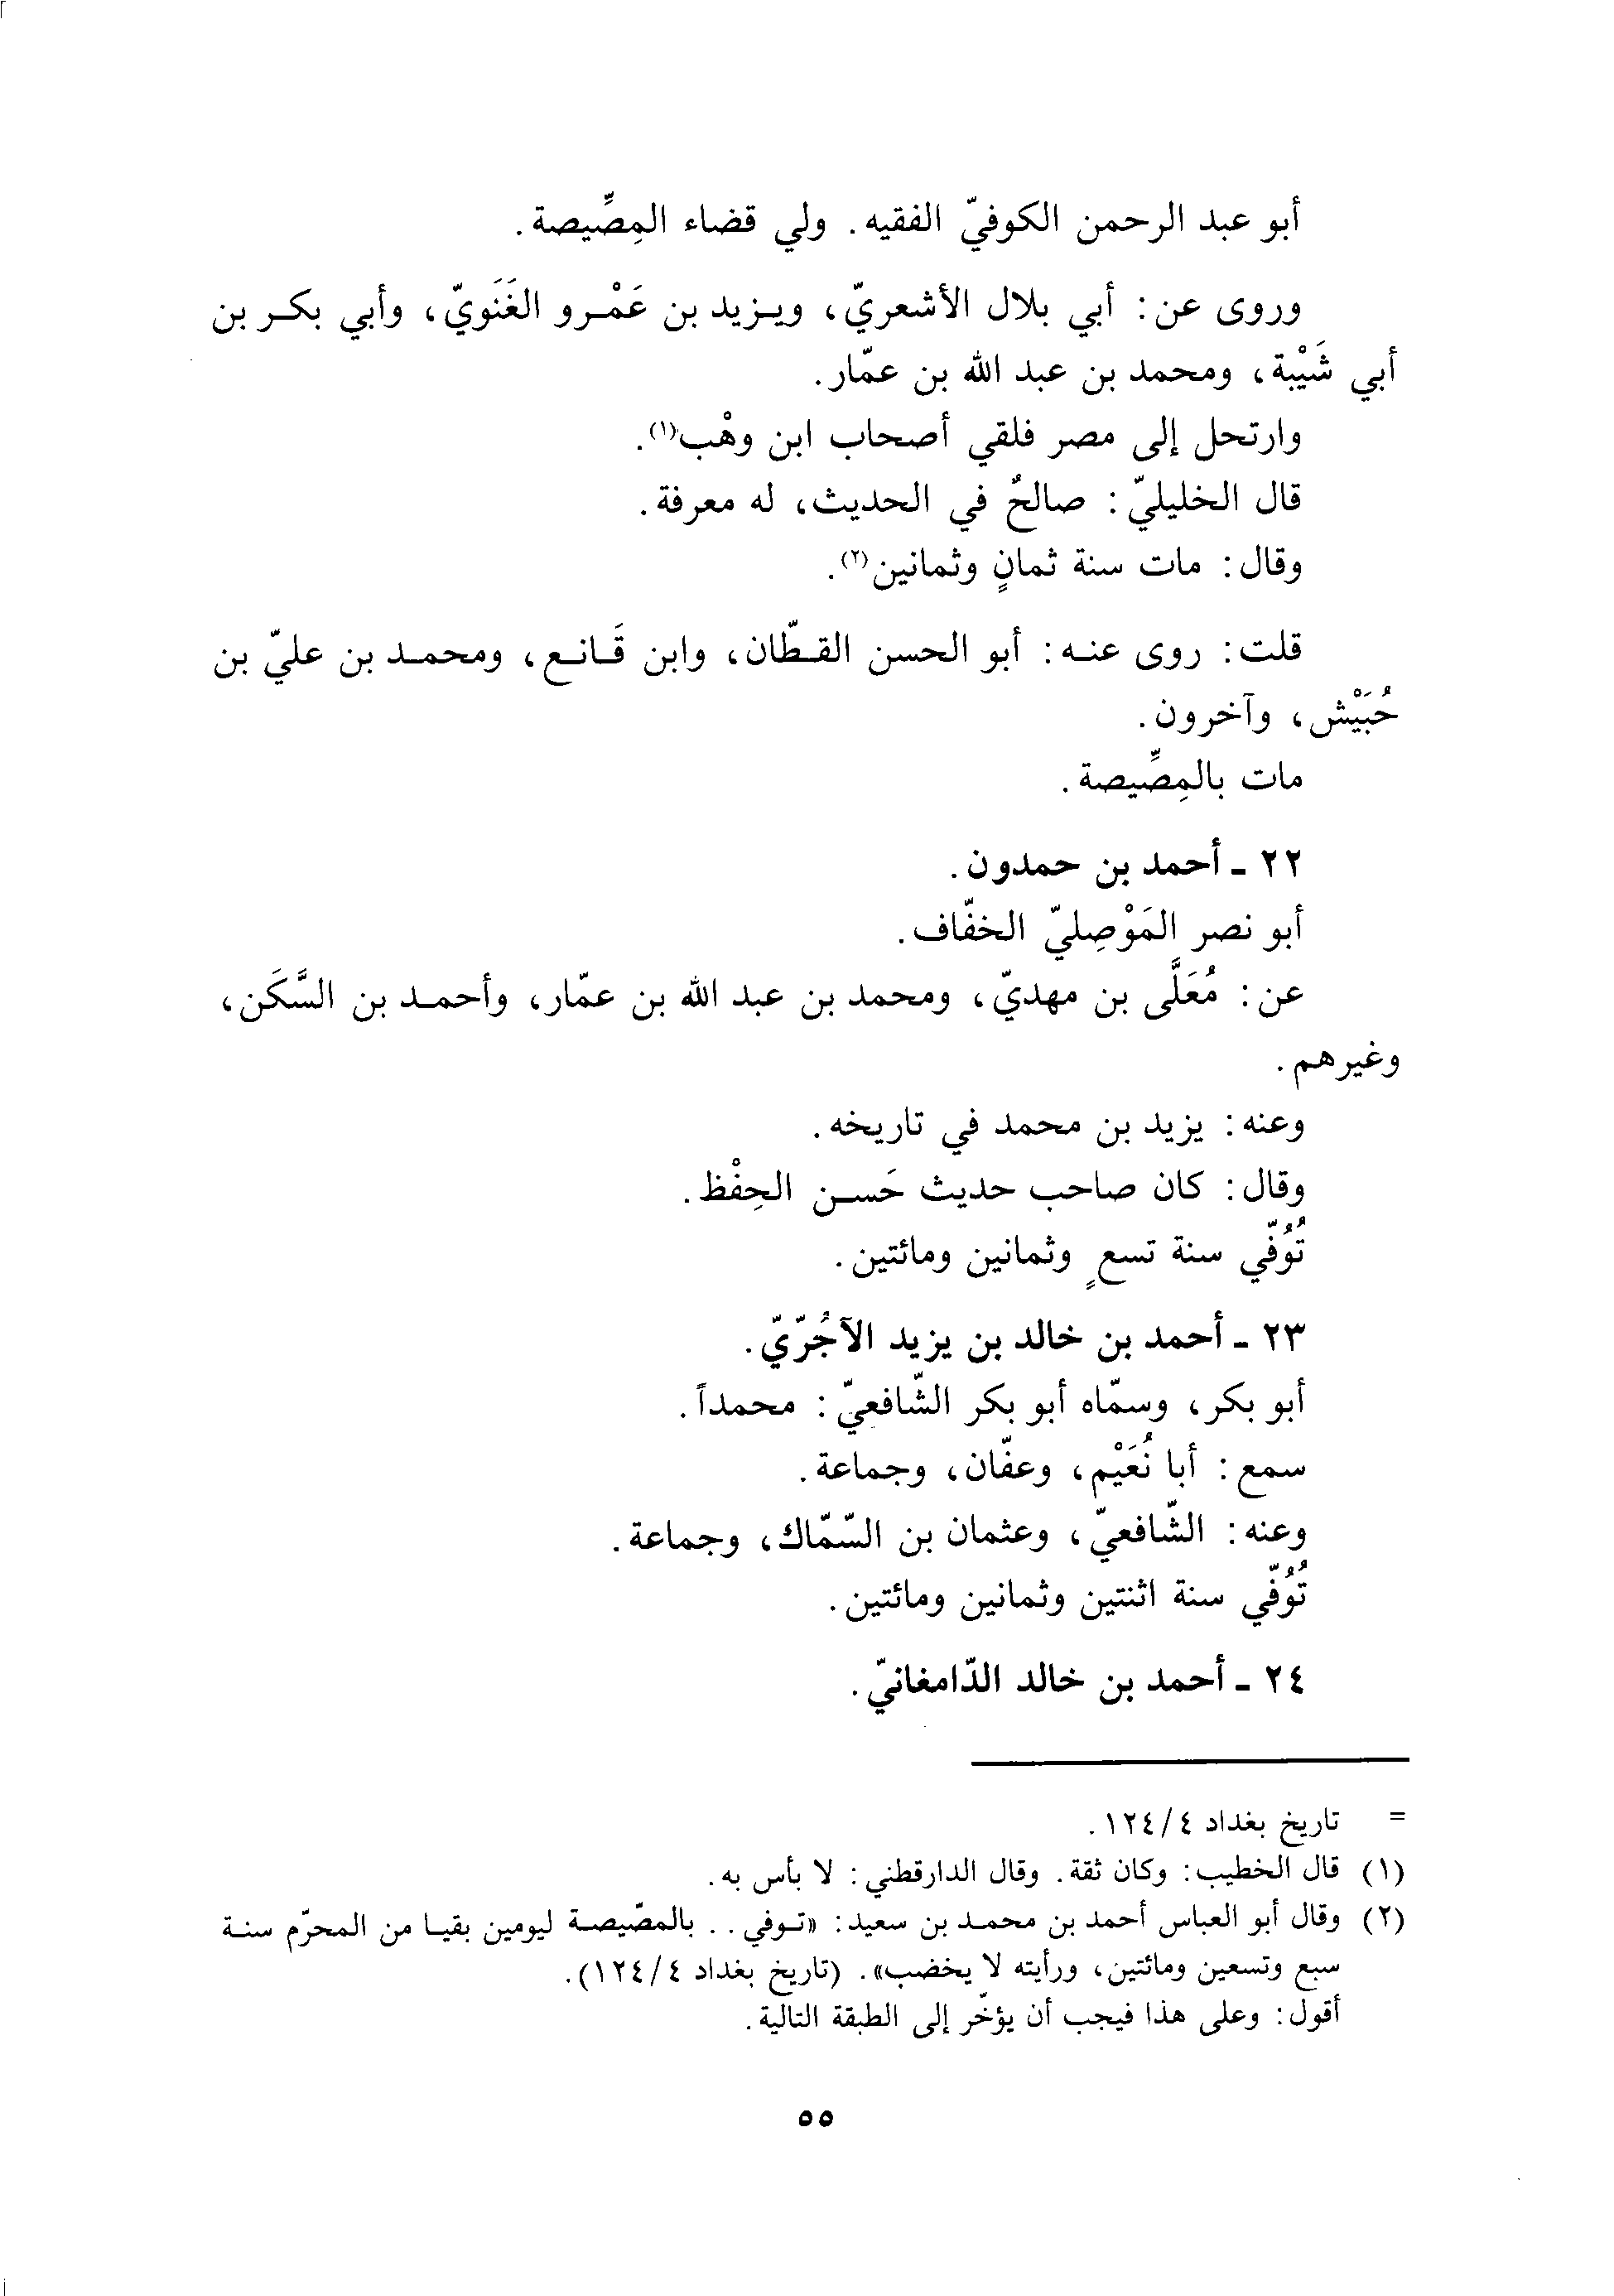 أبو عبد الرحمن الكوفيّ الفقيه. ولي قضاء المِصِّيصة.
وروى عن: أبي بلال الأشعريّ، ويزيد بن عَمْرو الغَنَويّ، وأبي بكر بن
أبي شَيْبة، ومحمد بن عبد الله بن عمّار.
وارتحل إلى مصر فلقي أصحاب ابن وهْب(١).
قال الخليليّ: صالحٌ في الحديث، له معرفة.
وقال: مات سنة ثمانٍ وثمانين(٢).
قلت: روى عنه: أبو الحسن القطّان، وابن قَانع، ومحمد بن عليّ بن
حُبَيْش، وآخرون.
مات بالمِصِّيصة.
٢٢ - أحمد بن حمدون.
أبو نصر المَوْصِليّ الخفّاف.
عن: مُعَلَّى بن مهديّ، ومحمد بن عبد الله بن عمّار، وأحمد بن السَّكَن،
وغيرهم.
وعنه: يزيد بن محمد في تاريخه.
وقال: كان صاحب حديث حَسن الحِفْظ.
تُوُفّي سنة تسعٍ وثمانين ومائتين.
٢٣ - أحمد بن خالد بن يزيد الآجُرّيّ.
أبو بكر، وسمّاه أبو بكر الشّافعيّ: محمداً.
سمع: أبا نُعَيْم، وعفّان، وجماعة.
وعنه: الشّافعيّ، وعثمان بن السّمّاك، وجماعة.
تُوُفّي سنة اثنتين وثمانين ومائتين.
٢٤ - أحمد بن خالد الدّامغانيّ.
= تاريخ بغداد ٤/١٢٤.
(١) قال الخطيب: وكان ثقة. وقال الدارقطني: لا بأس به.
(٢) وقال أبو العباس أحمد بن محمد بن سعيد: «توفي.. بالمصّيصة ليومين بقيا من المحرّم سنة
سبع وتسعين ومائتين، ورأيته لا يخضب». (تاريخ بغداد ٤/١٢٤).
أقول: وعلى هذا فيجب أن يؤخّر إلى الطبقة التالية.
٥٥